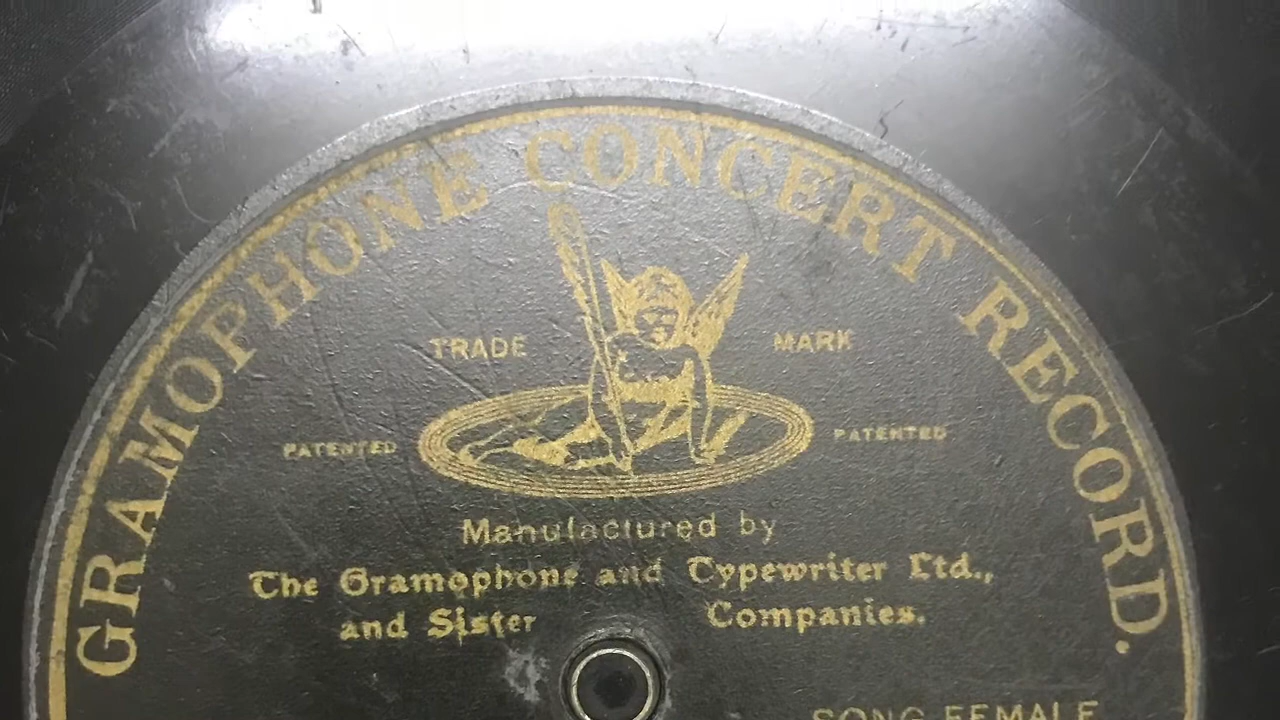 GRAMOPHONE CONCERT RECORD.
TRADE MARK
PATENTED PATENTED
Manufactured by
The Gramophone and Typewriter Ltd.,
and Sister Companies.
SONG FEMALE